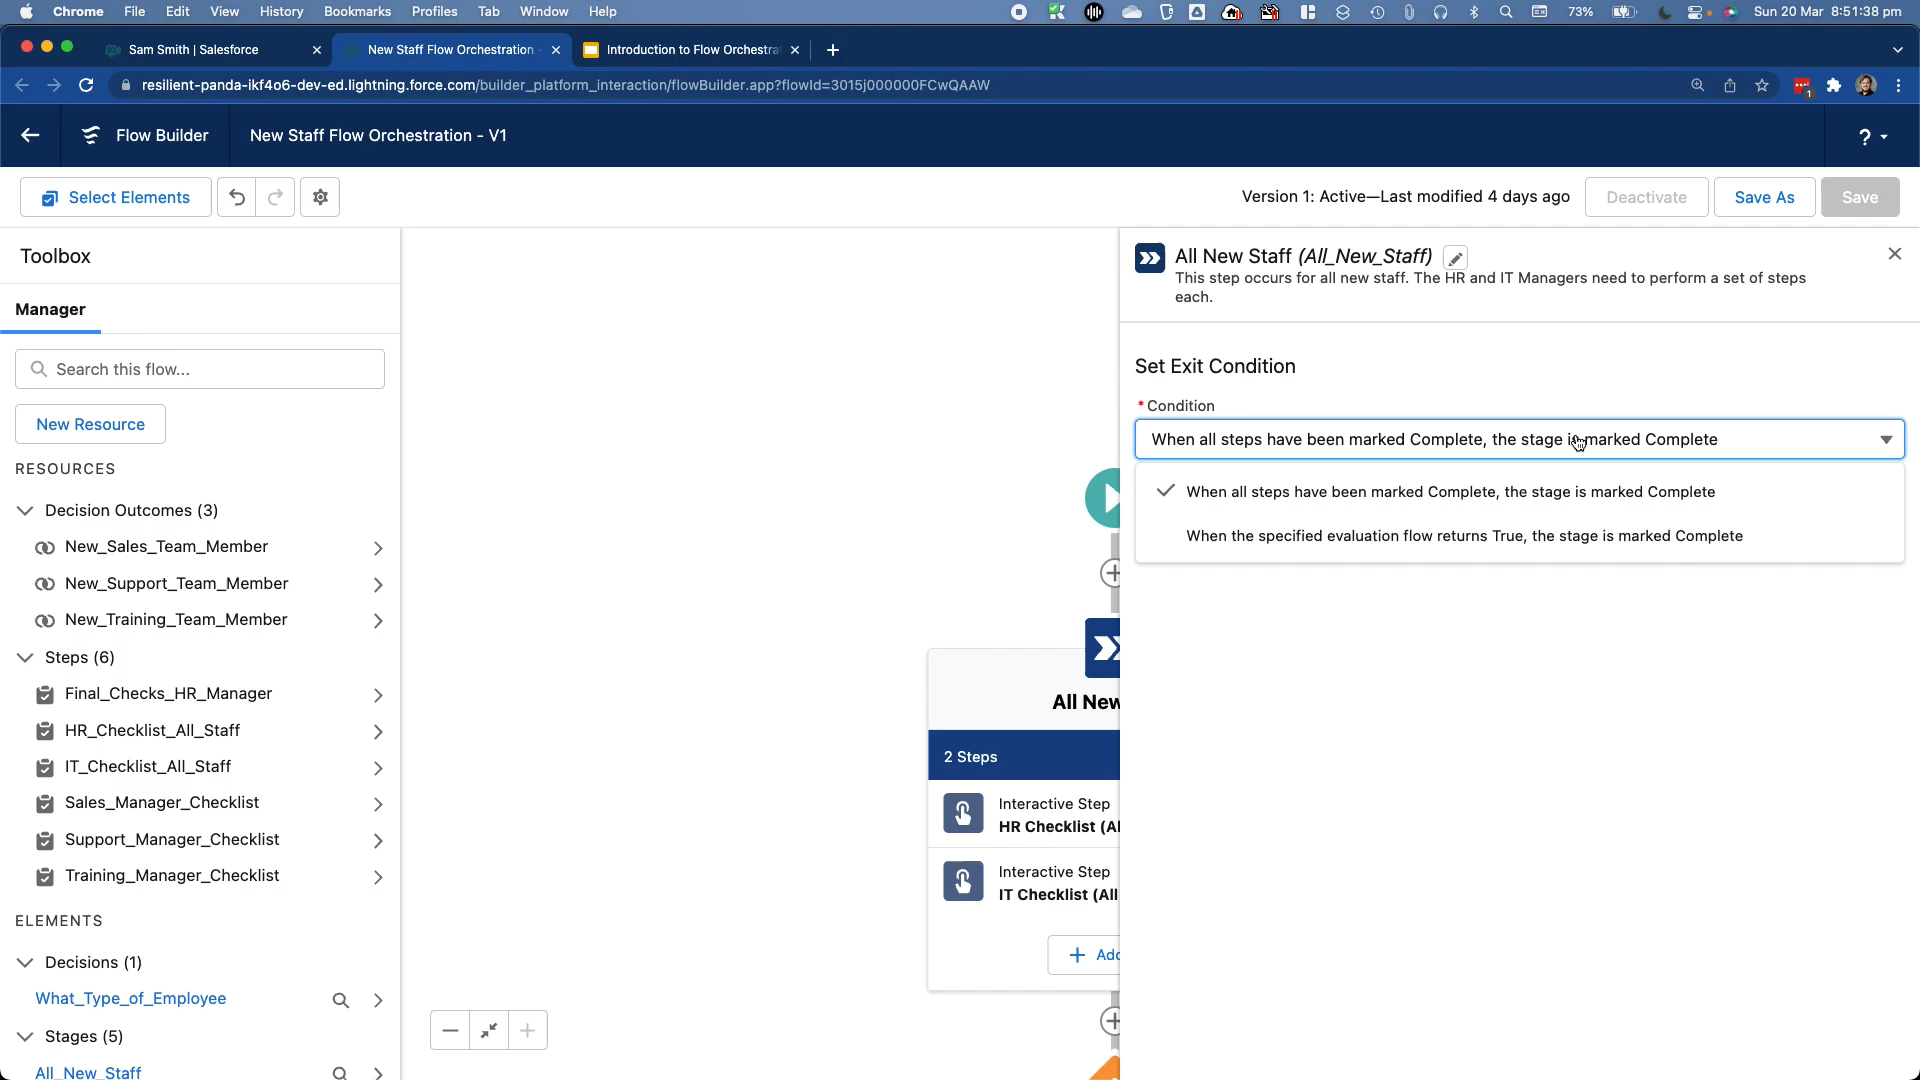 Chrome File Edit View History Bookmarks Profiles Tab Window Help 73% Sun 20 Mar 8:51:38 pm
Sam Smith | Salesforce New Staff Flow Orchestration - Introduction to Flow Orchestra
resilient-panda-ikf4o6-dev-ed.lightning.force.com/builder_platform_interaction/flowBuilder.app?flowId=3015j000000FCwQAAW
Flow Builder New Staff Flow Orchestration - V1 ?
Select Elements Version 1: Active—Last modified 4 days ago Deactivate Save As Save
Toolbox
Manager
Search this flow...
New Resource
RESOURCES
Decision Outcomes (3)
New_Sales_Team_Member
New_Support_Team_Member
New_Training_Team_Member
Steps (6)
Final_Checks_HR_Manager
HR_Checklist_All_Staff
IT_Checklist_All_Staff
Sales_Manager_Checklist
Support_Manager_Checklist
Training_Manager_Checklist
ELEMENTS
Decisions (1)
What_Type_of_Employee
Stages (5)
All_New_Staff
All New
2 Steps
Interactive Step
HR Checklist (Al
Interactive Step
IT Checklist (All
Add
All New Staff (All_New_Staff)
This step occurs for all new staff. The HR and IT Managers need to perform a set of steps
each.
Set Exit Condition
* Condition
When all steps have been marked Complete, the stage is marked Complete
When all steps have been marked Complete, the stage is marked Complete
When the specified evaluation flow returns True, the stage is marked Complete